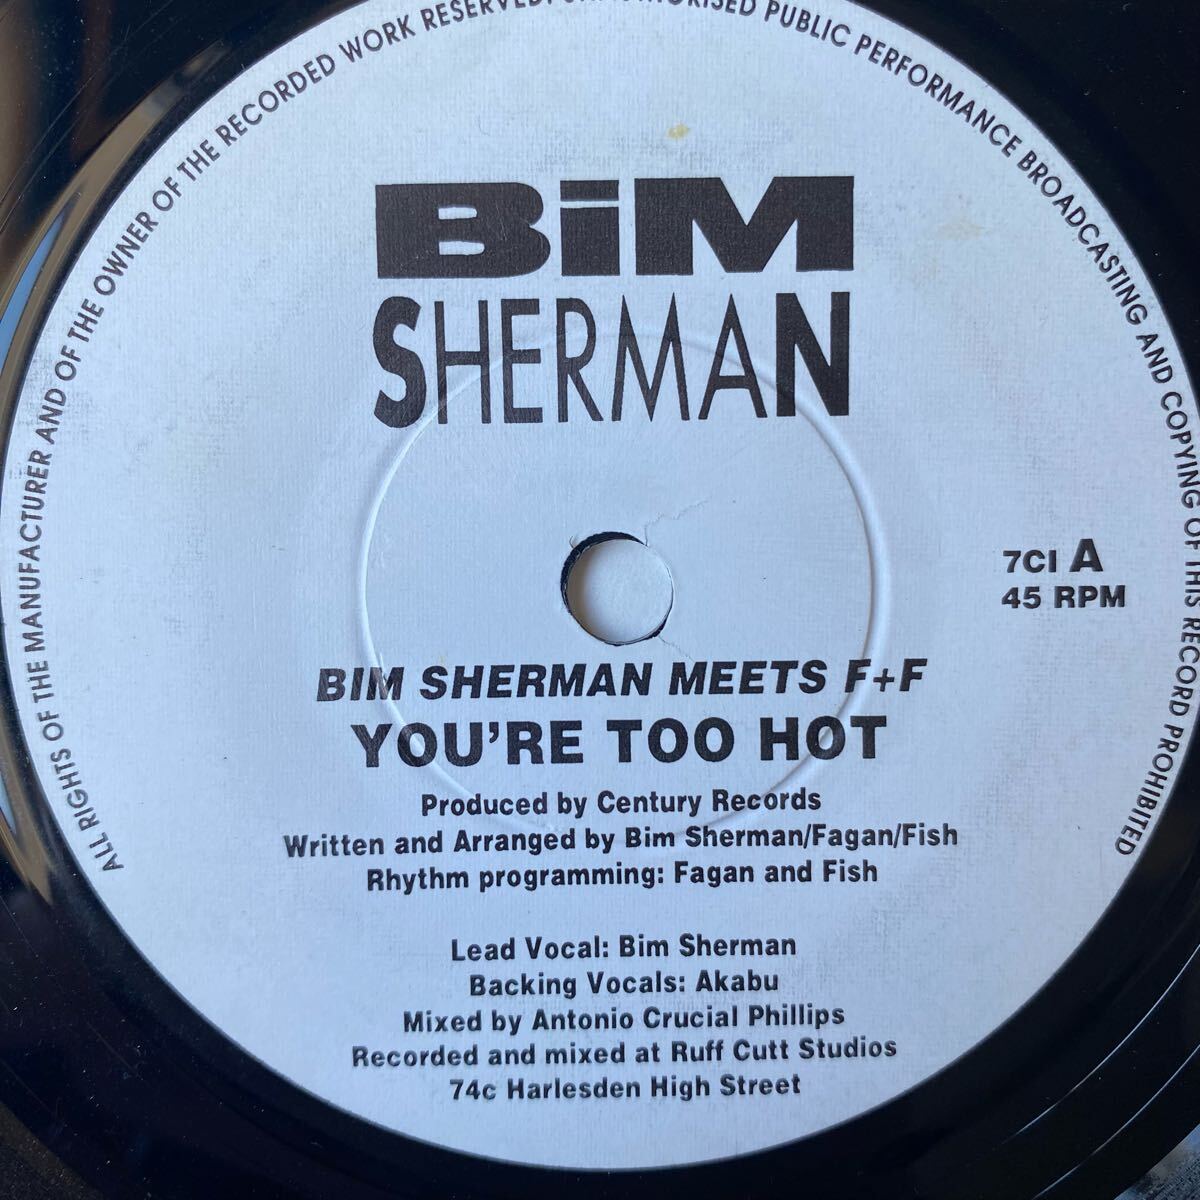 ALL RIGHTS OF THE MANUFACTURER AND OF THE OWNER OF THE RECORDED WORK RESERVED. PUBLIC PERFORMANCE BROADCASTING AND COPYING OF THIS RECORD PROHIBITED
BiM
SHERMAN
7CI A
45 RPM
BIM SHERMAN MEETS F+F
YOU'RE TOO HOT
Produced by Century Records
Written and Arranged by Bim Sherman/Fagan/Fish
Rhythm programming: Fagan and Fish
Lead Vocal: Bim Sherman
Backing Vocals: Akabu
Mixed by Antonio Crucial Phillips
Recorded and mixed at Ruff Cutt Studios
74c Harlesden High Street